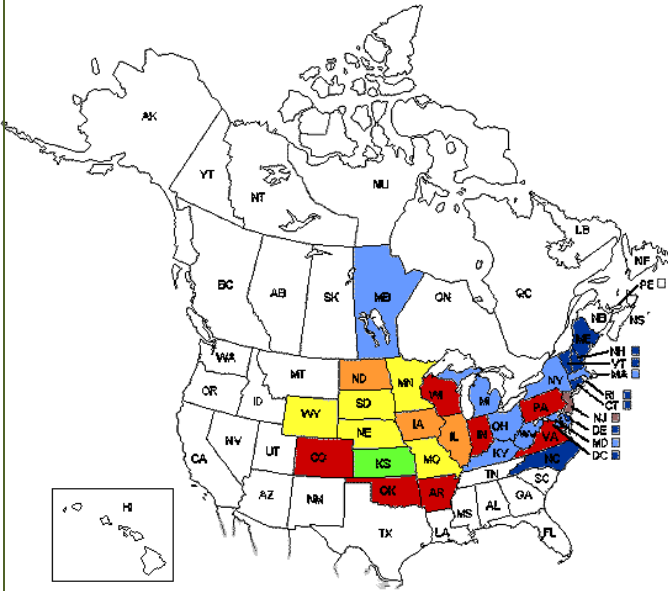 AK
YT
NT
NU
LB
NF
PE
BC
AB
SK
MB
ON
QC
NB
NS
ME
WA
MT
ND
MN
WI
MI
NY
NH
VT
MA
RI
CT
NJ
DE
MD
DC
OR
ID
WY
SD
IA
NE
IL
IN
OH
PA
WV
VA
NV
UT
CO
KS
MO
KY
NC
CA
AZ
NM
OK
AR
TN
SC
TX
LA
MS
AL
GA
FL
HI